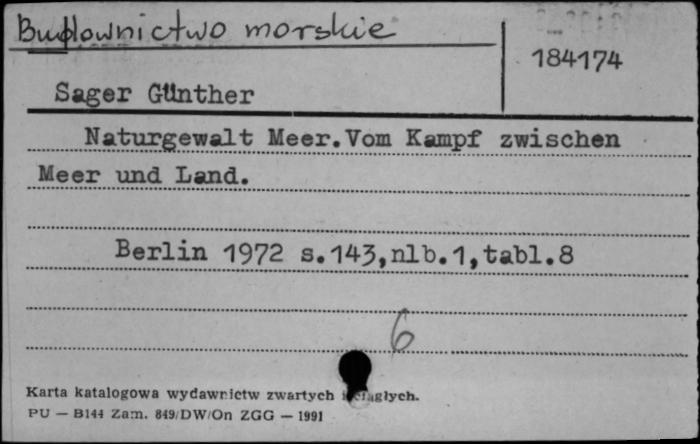 Budownictwo morskie
184174
Sager Günther
Naturgewalt Meer.Vom Kampf zwischen
Meer und Land.
Berlin 1972 s.143,nlb.1,tabl.8
6
Karta katalogowa wydawnictw zwartych i ciągłych.
PU — B144 Zam. 849/DW/On ZGG — 1991